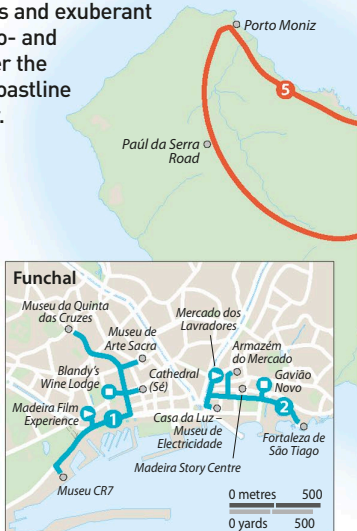 s and exuberant
o- and
er the
oastline
.
Porto Moniz
5
Paúl da Serra
Road
Funchal
Museu da Quinta
das Cruzes
Museu de
Arte Sacra
Mercado dos
Lavradores
Armazém
do Mercado
Blandy's
Wine Lodge
Cathedral
(Sé)
Gavião
Novo
Madeira Film
Experience
1
2
Casa da Luz –
Museu de
Electricidade
Fortaleza de
São Tiago
Madeira Story Centre
Museu CR7
0 metres 500
0 yards 500